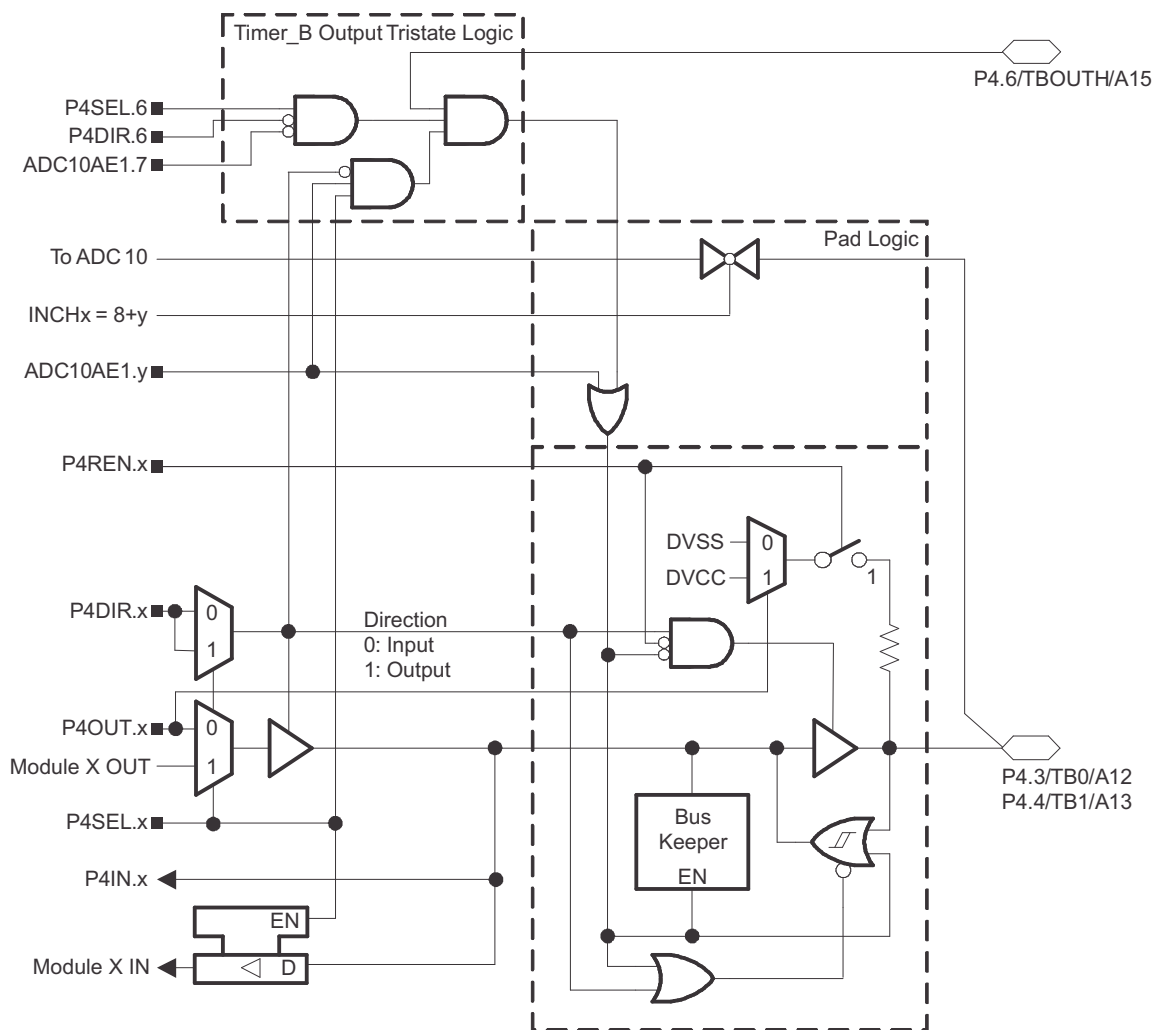 Timer_B Output Tristate Logic
P4.6/TBOUTH/A15
P4SEL.6
P4DIR.6
ADC10AE1.7
Pad Logic
To ADC 10
INCHx = 8+y
ADC10AE1.y
P4REN.x
DVSS
0
DVCC
1
1
P4DIR.x
0
1
Direction
0: Input
1: Output
P4OUT.x
0
Module X OUT
1
P4.3/TB0/A12
P4.4/TB1/A13
P4SEL.x
Bus
Keeper
EN
P4IN.x
EN
Module X IN
D